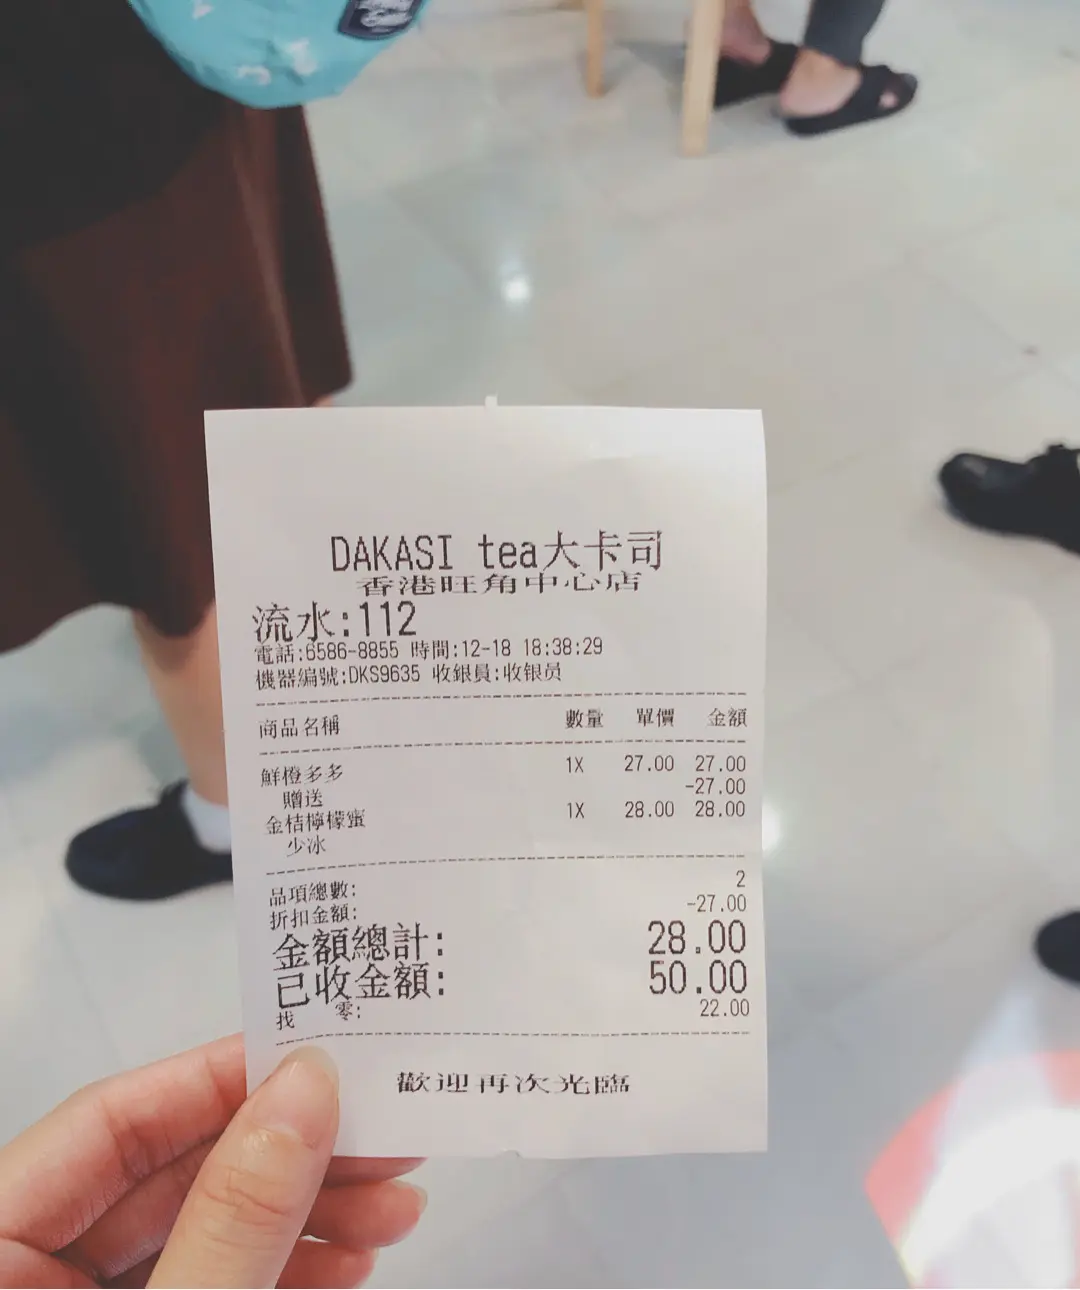 DAKASI tea大卡司
香港旺角中心店
流水:112
電話:6586-8855 時間:12-18 18:38:29
機器編號:DKS9635 收銀員:收银员
商品名稱 數量 單價 金額
鮮橙多多 1X 27.00 27.00
贈送 -27.00
金桔檸檬蜜 1X 28.00 28.00
少冰
品項總數: 2
折扣金額: -27.00
金額總計: 28.00
已收金額: 50.00
找 零: 22.00
歡迎再次光臨